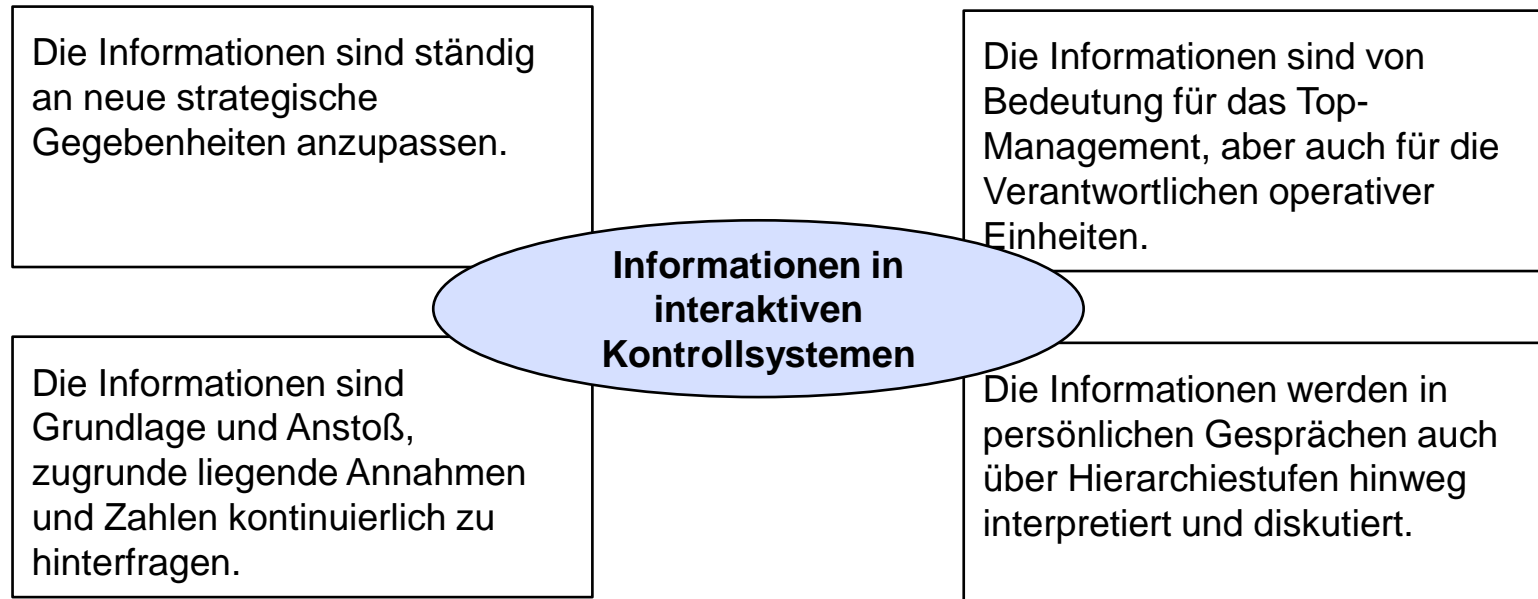 Die Informationen sind ständig
an neue strategische
Gegebenheiten anzupassen.
Die Informationen sind von
Bedeutung für das Top-
Management, aber auch für die
Verantwortlichen operativer
Einheiten.
Informationen in
interaktiven
Kontrollsystemen
Die Informationen sind
Grundlage und Anstoß,
zugrunde liegende Annahmen
und Zahlen kontinuierlich zu
hinterfragen.
Die Informationen werden in
persönlichen Gesprächen auch
über Hierarchiestufen hinweg
interpretiert und diskutiert.